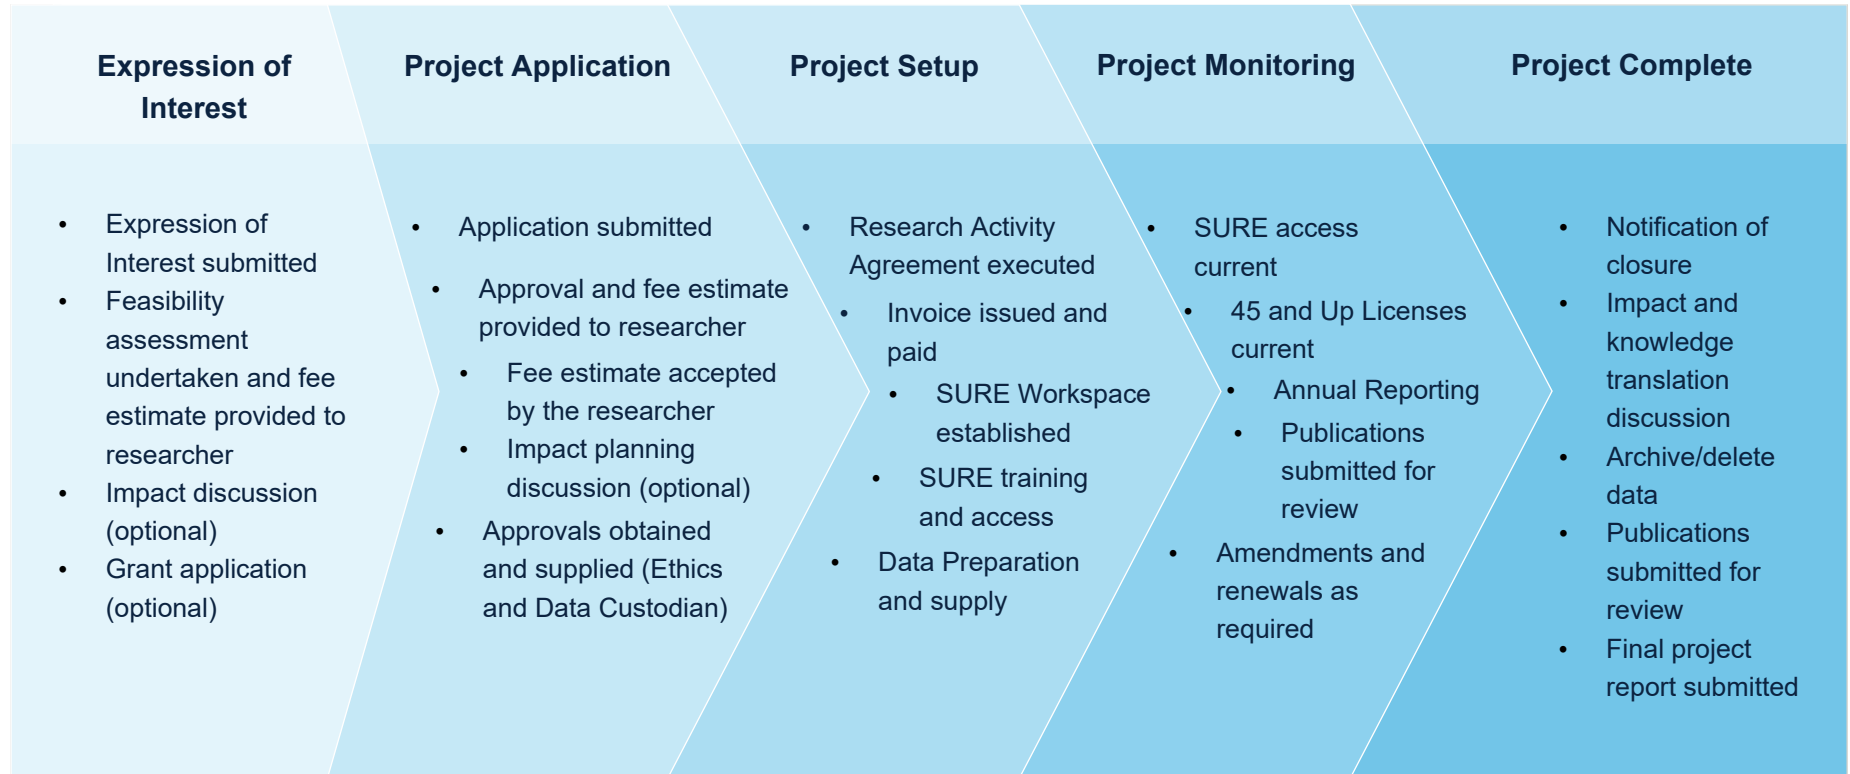 Expression of
Interest
• Expression of
Interest submitted
• Feasibility
assessment
undertaken and fee
estimate provided to
researcher
• Impact discussion
(optional)
• Grant application
(optional)
Project Application
• Application submitted
• Approval and fee estimate
provided to researcher
• Fee estimate accepted
by the researcher
• Impact planning
discussion (optional)
• Approvals obtained
and supplied (Ethics
and Data Custodian)
Project Setup
• Research Activity
Agreement executed
• Invoice issued and
paid
• SURE Workspace
established
• SURE training
and access
• Data Preparation
and supply
Project Monitoring
• SURE access
current
• 45 and Up Licenses
current
• Annual Reporting
• Publications
submitted for
review
• Amendments and
renewals as
required
Project Complete
• Notification of
closure
• Impact and
knowledge
translation
discussion
• Archive/delete
data
• Publications
submitted for
review
• Final project
report submitted